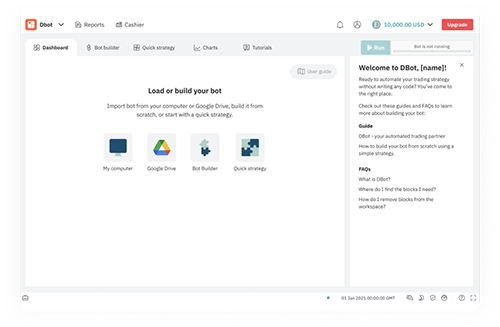 Dbot
Reports
Cashier
10,000.00 USD
Upgrade
Dashboard
Bot builder
Quick strategy
Charts
Tutorials
Run
Bot is not running
User guide
Load or build your bot
Import bot from your computer or Google Drive, build it from
scratch, or start with a quick strategy.
My computer
Google Drive
Bot Builder
Quick strategy
Welcome to DBot, [name]!
Ready to automate your trading strategy
without writing any code? You've come to
the right place.
Check out these guides and FAQs to learn
more about building your bot:
Guide
DBot - your automated trading partner
How to build your bot from scratch using a
simple strategy.
FAQs
What is DBot?
Where do I find the blocks I need?
How do I remove blocks from the
workspace?
01 Jan 2021 00:00:00 GMT